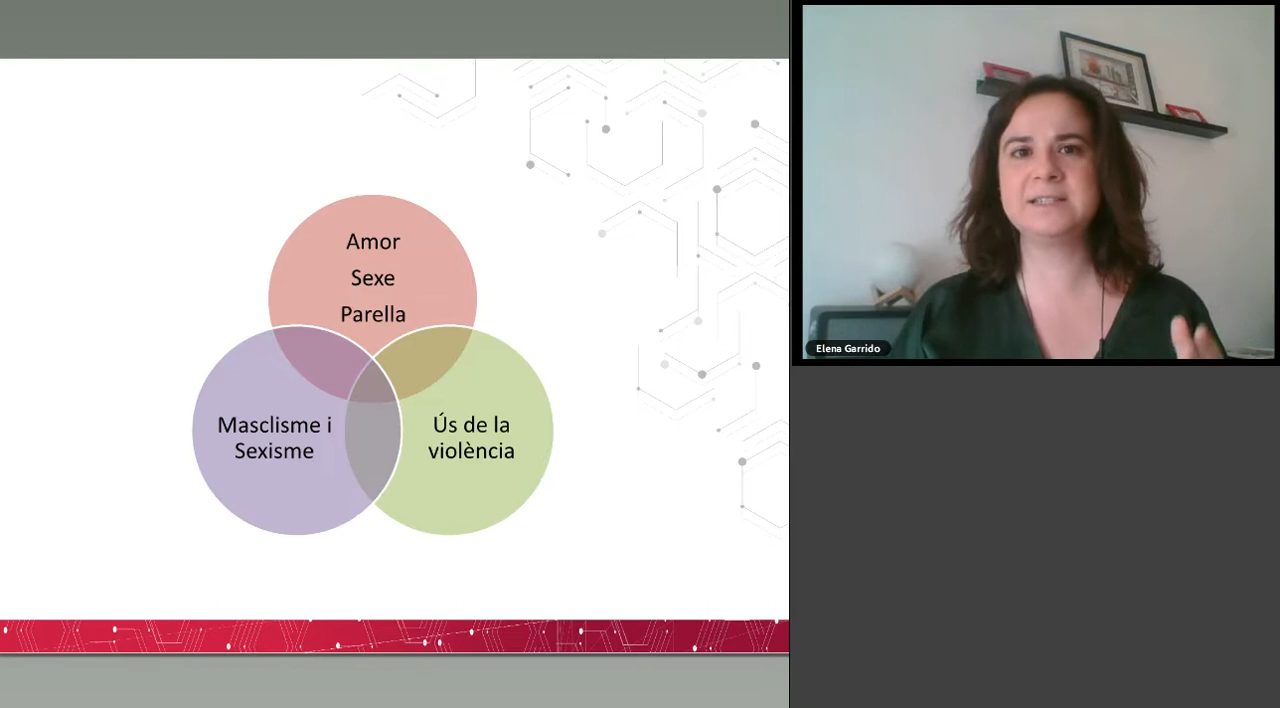 Amor
Sexe
Parella
Masclisme i
Sexisme
Ús de la
violència
Elena Garrido